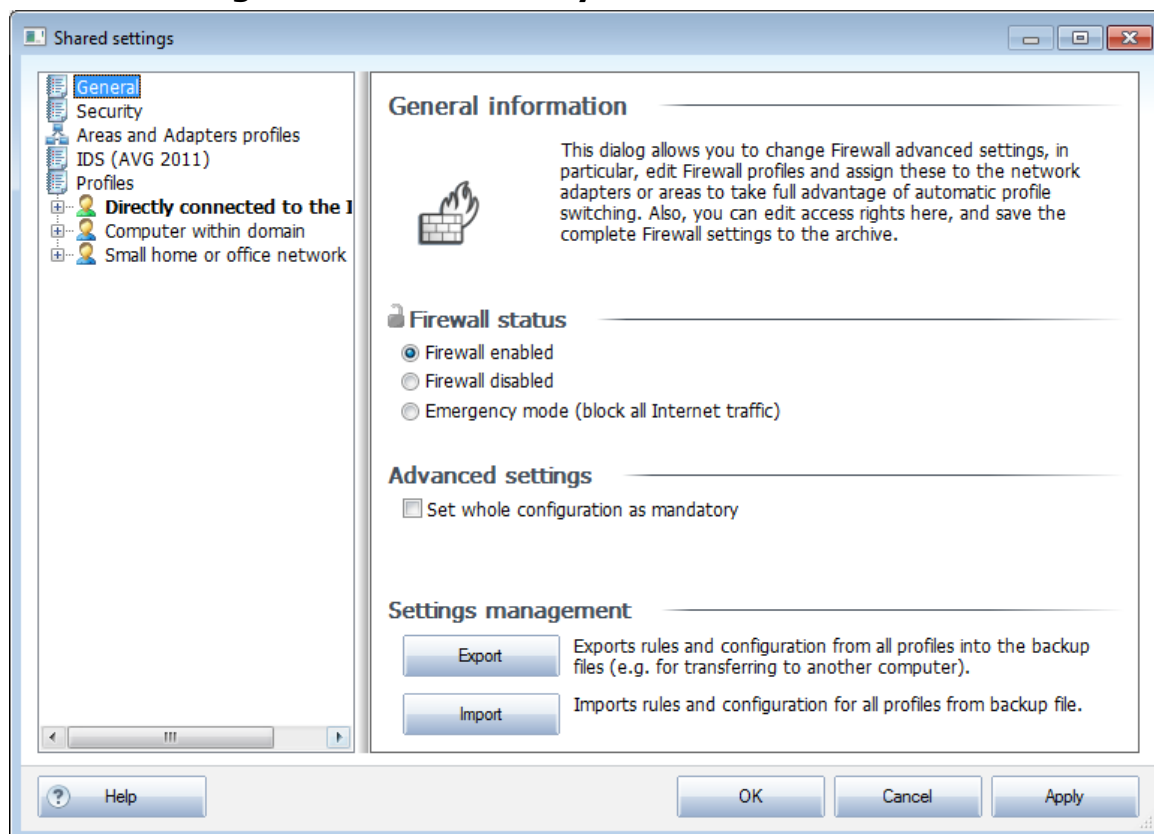 Shared settings
General
Security
Areas and Adapters profiles
IDS (AVG 2011)
Profiles
Directly connected to the I
Computer within domain
Small home or office network
General information
This dialog allows you to change Firewall advanced settings, in
particular, edit Firewall profiles and assign these to the network
adapters or areas to take full advantage of automatic profile
switching. Also, you can edit access rights here, and save the
complete Firewall settings to the archive.
Firewall status
Firewall enabled
Firewall disabled
Emergency mode (block all Internet traffic)
Advanced settings
Set whole configuration as mandatory
Settings management
Export
Exports rules and configuration from all profiles into the backup
files (e.g. for transferring to another computer).
Import
Imports rules and configuration for all profiles from backup file.
? Help
OK
Cancel
Apply